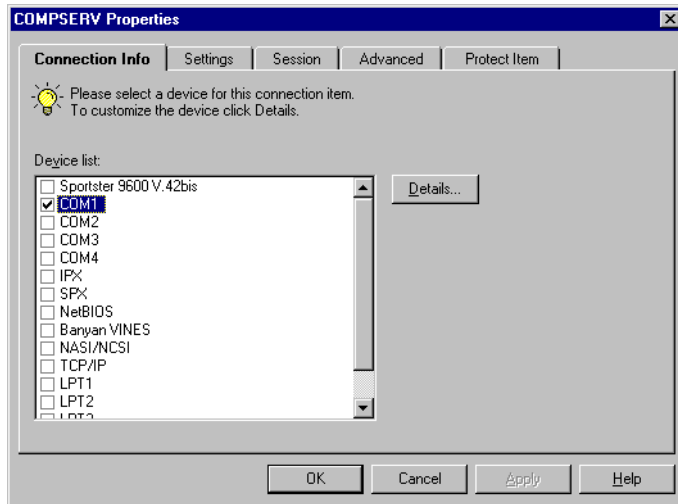 COMPSERV Properties
Connection Info
Settings
Session
Advanced
Protect Item
Please select a device for this connection item.
To customize the device click Details.
Device list:
Sportster 9600 V.42bis
COM1
COM2
COM3
COM4
IPX
SPX
NetBIOS
Banyan VINES
NASI/NCSI
TCP/IP
LPT1
LPT2
Details...
OK
Cancel
Apply
Help